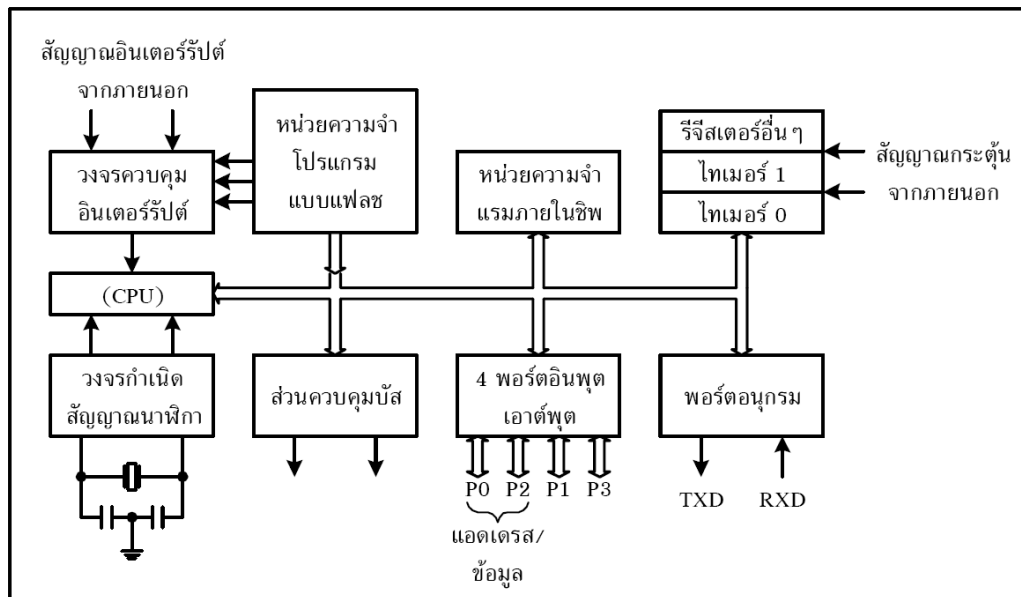 สัญญาณอินเตอร์รัปต์
จากภายนอก
วงจรควบคุม
อินเตอร์รัปต์
หน่วยความจำ
โปรแกรม
แบบแฟลช
หน่วยความจำ
แรมภายในชิพ
รีจีสเตอร์อื่นๆ
ไทเมอร์ 1
ไทเมอร์ 0
สัญญาณกระตุ้น
จากภายนอก
(CPU)
วงจรกำเนิด
สัญญาณนาฬิกา
ส่วนควบคุมบัส
4 พอร์ตอินพุต
เอาต์พุต
พอร์ตอนุกรม
P0 P2 P1 P3
TXD RXD
แอดเดรส/
ข้อมูล